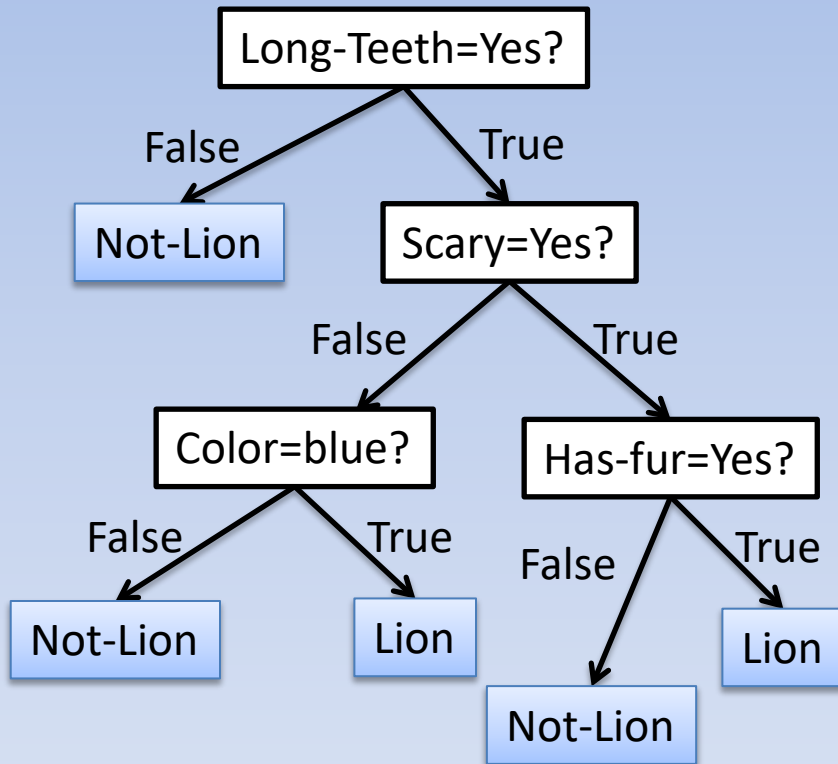 Long-Teeth=Yes?
False
True
Not-Lion
Scary=Yes?
False
True
Color=blue?
Has-fur=Yes?
False
True
False
True
Not-Lion
Lion
Lion
Not-Lion